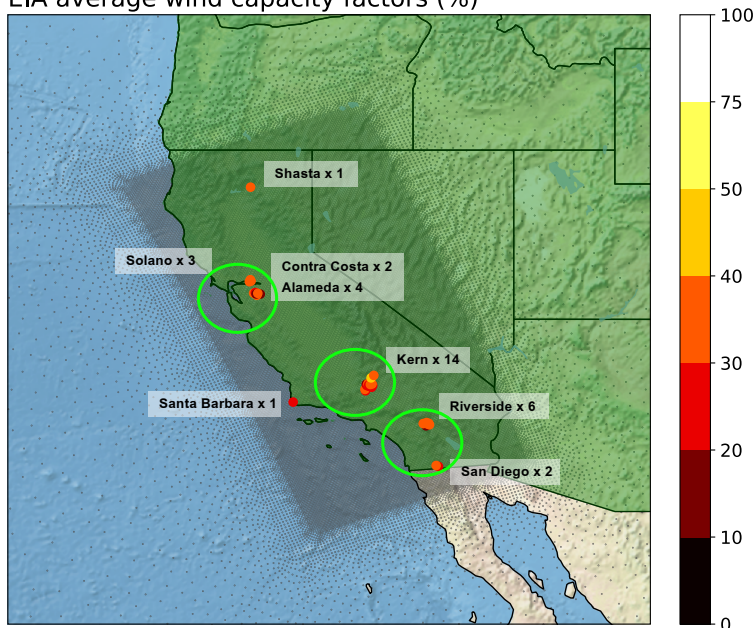 EIA average wind capacity factors (%)
Shasta x 1
Solano x 3
Contra Costa x 2
Alameda x 4
Kern x 14
Santa Barbara x 1
Riverside x 6
San Diego x 2
100
75
50
40
30
20
10
0